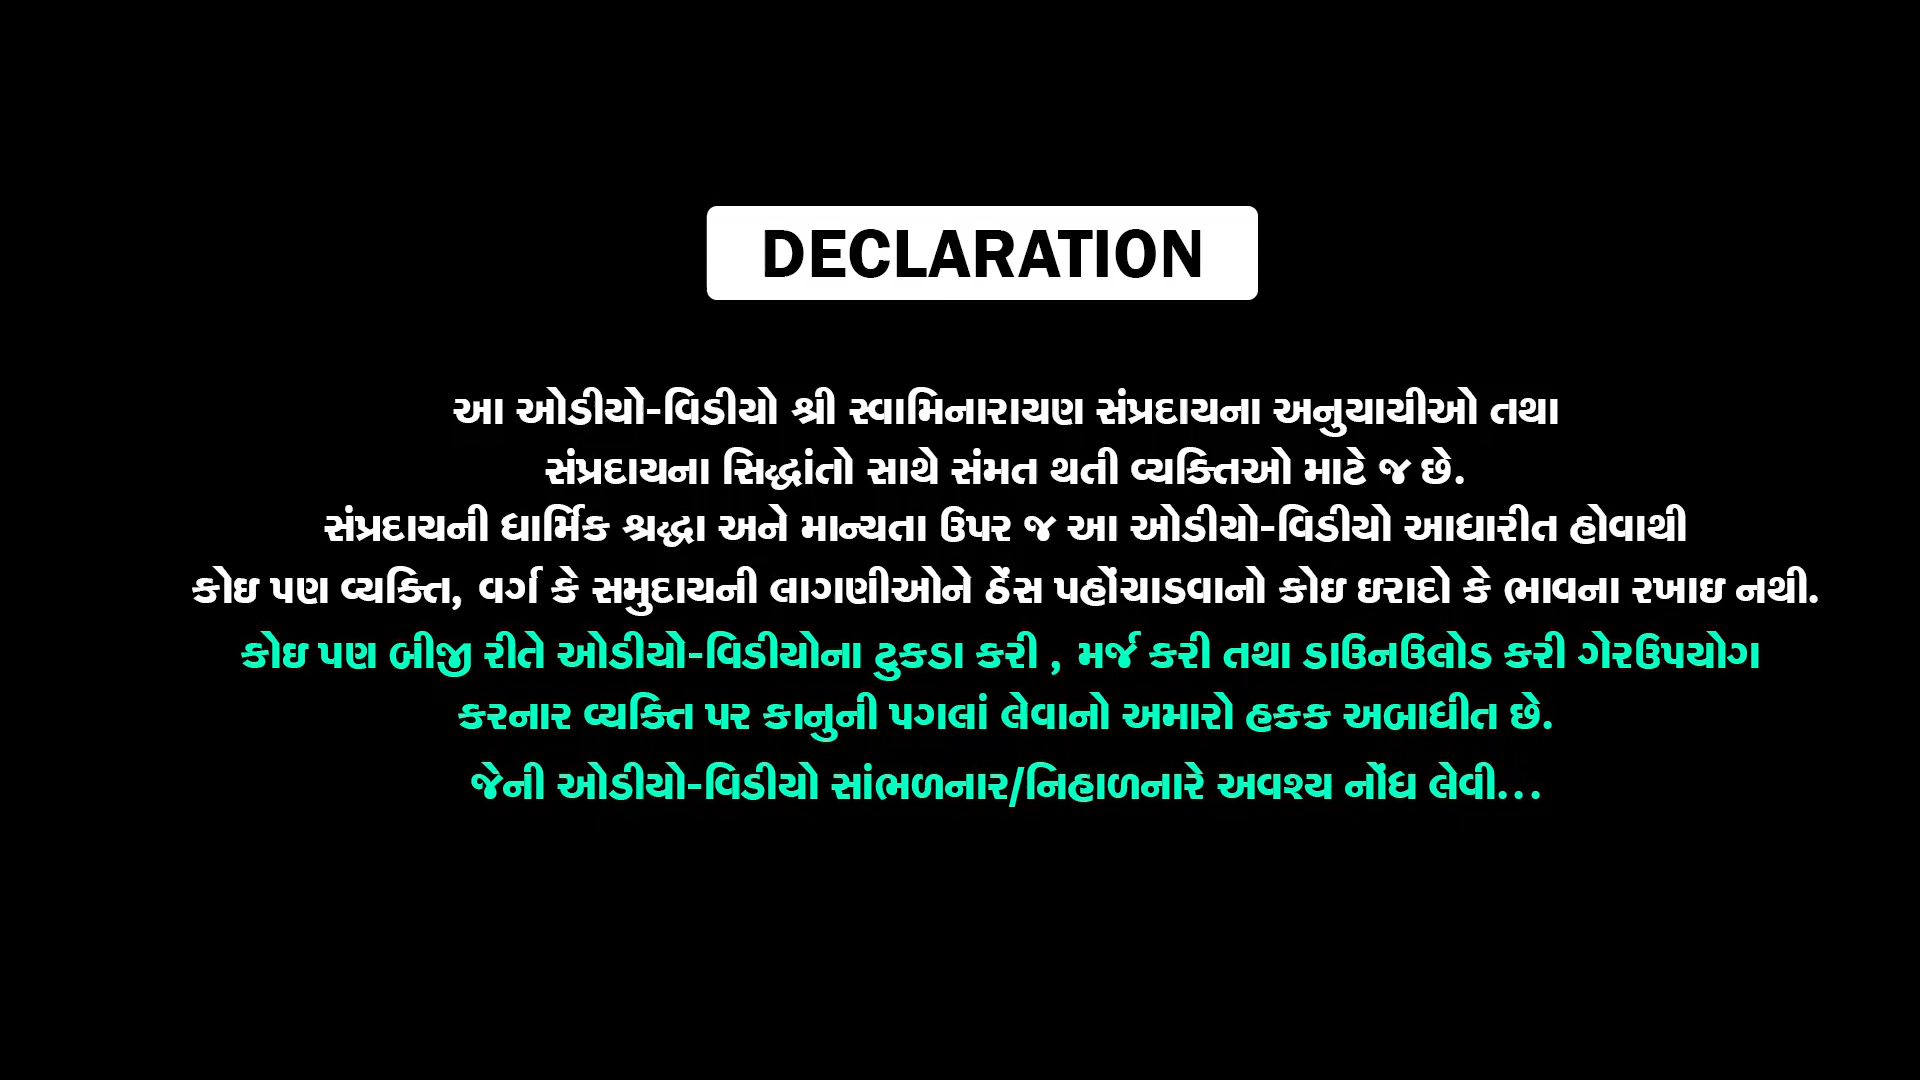 DECLARATION
આ ઓડીયો-વિડીયો શ્રી સ્વામિનારાયણ સંપ્રદાયના અનુયાયીઓ તથા
સંપ્રદાયના સિદ્ધાંતો સાથે સંમત થતી વ્યક્તિઓ માટે જ છે.
સંપ્રદાયની ધાર્મિક શ્રદ્ધા અને માન્યતા ઉપર જ આ ઓડીયો-વિડીયો આધારીત હોવાથી
કોઇ પણ વ્યક્તિ, વર્ગ કે સમુદાયની લાગણીઓને ઠેંસ પહોંચાડવાનો કોઇ ઇરાદો કે ભાવના રખાઇ નથી.
કોઇ પણ બીજી રીતે ઓડીયો-વિડીયોના ટુકડા કરી , મર્જ કરી તથા ડાઉનઉલોડ કરી ગેરઉપયોગ
કરનાર વ્યક્તિ પર કાનુની પગલાં લેવાનો અમારો હકક અબાધીત છે.
જેની ઓડીયો-વિડીયો સાંભળનાર/નિહાળનારે અવશ્ય નોંધ લેવી...